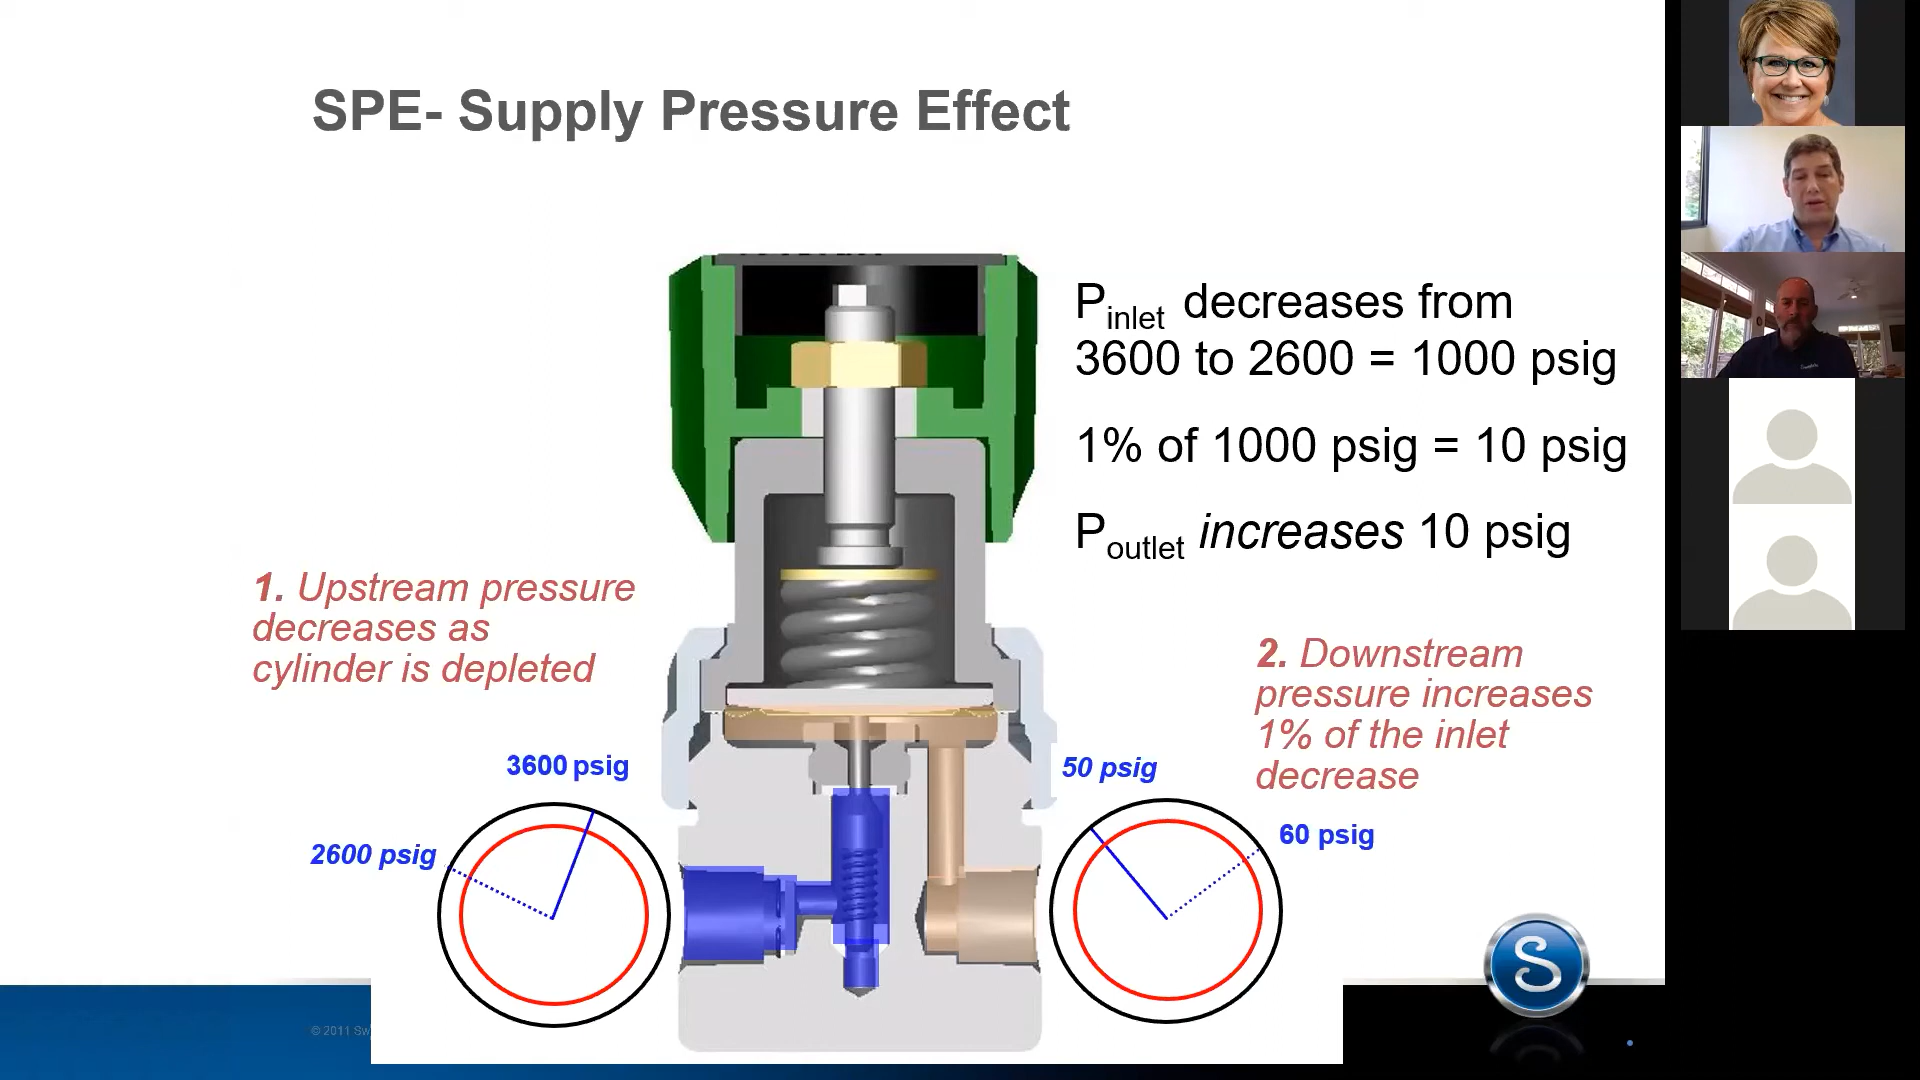 SPE- Supply Pressure Effect
Pinlet decreases from
3600 to 2600 = 1000 psig
1% of 1000 psig = 10 psig
Poutlet increases 10 psig
1. Upstream pressure
decreases as
cylinder is depleted
2. Downstream
pressure increases
1% of the inlet
decrease
3600 psig
2600 psig
50 psig
60 psig
S
© 2011